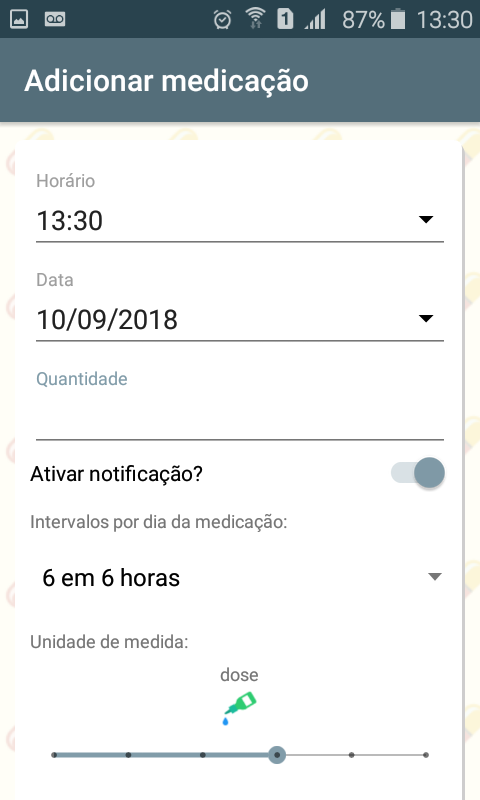 1 87% 13:30
Adicionar medicação
Horário
13:30
Data
10/09/2018
Quantidade
Ativar notificação?
Intervalos por dia da medicação:
6 em 6 horas
Unidade de medida:
dose